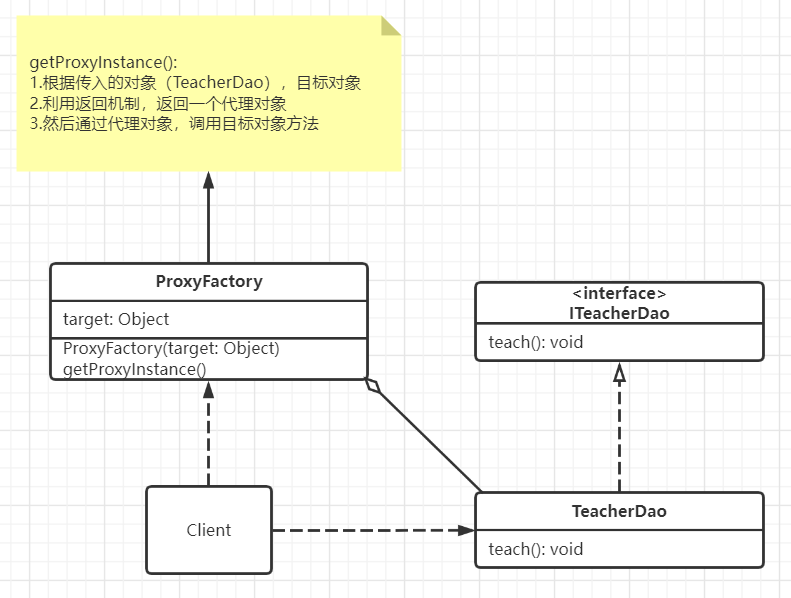 getProxyInstance():
1.根据传入的对象（TeacherDao），目标对象
2.利用返回机制，返回一个代理对象
3.然后通过代理对象，调用目标对象方法
ProxyFactory
target: Object
ProxyFactory(target: Object)
getProxyInstance()
<interface>
ITeacherDao
teach(): void
Client
TeacherDao
teach(): void